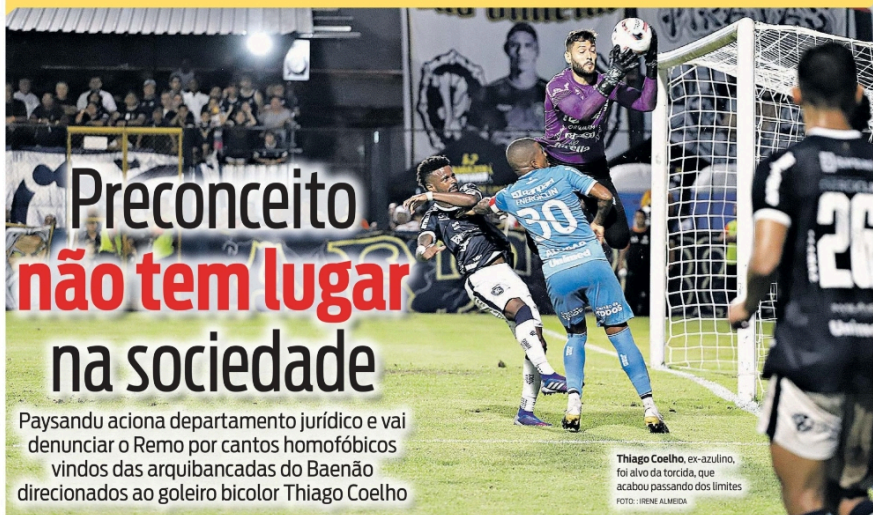 Preconceito
não tem lugar
na sociedade
Paysandu aciona departamento jurídico e vai
denunciar o Remo por cantos homofóbicos
vindos das arquibancadas do Baenão
direcionados ao goleiro bicolor Thiago Coelho
Thiago Coelho, ex-azulino,
foi alvo da torcida, que
acabou passando dos limites
FOTO: : IRENE ALMEIDA
30
Unimed
26
Unimed